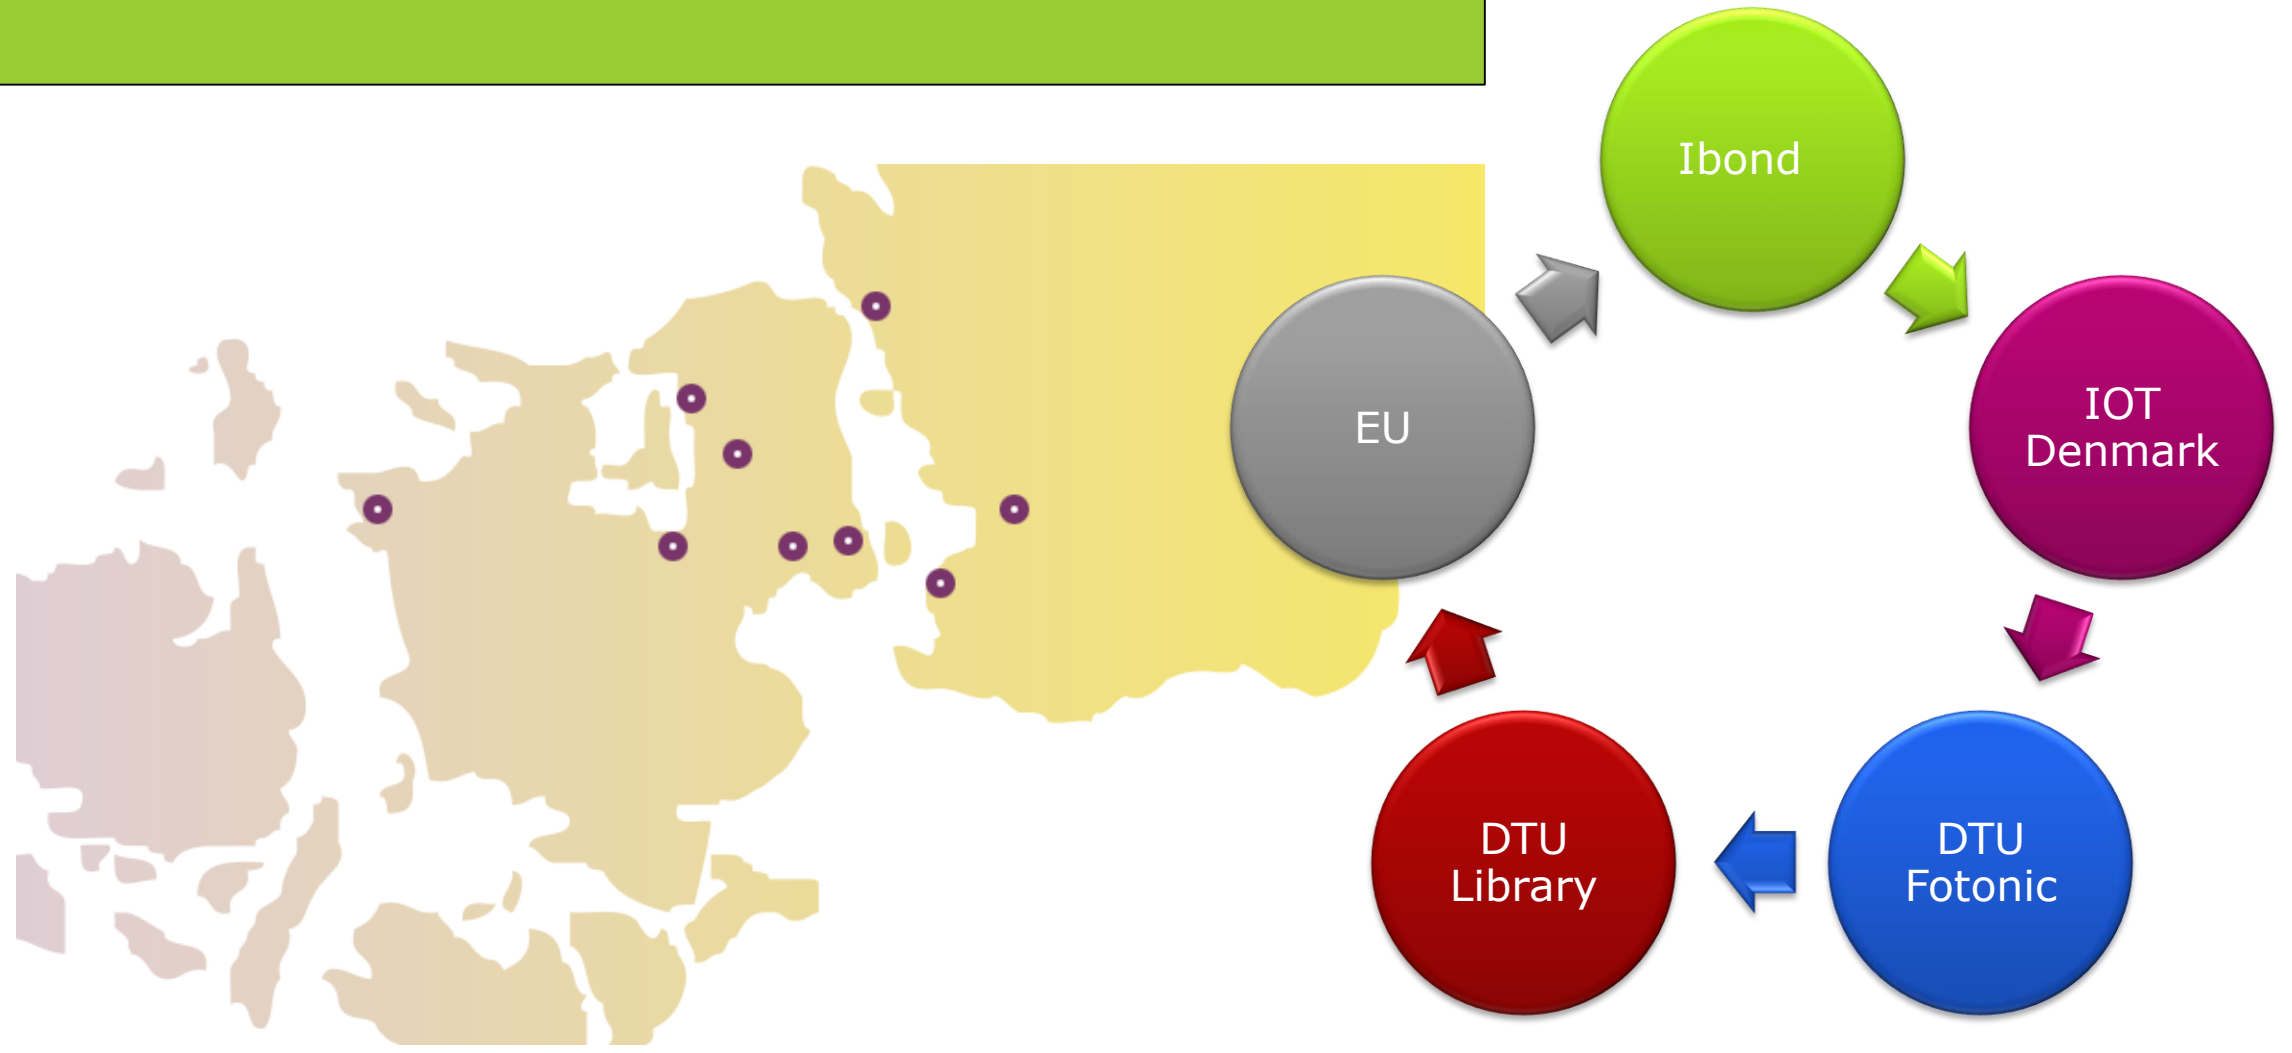 Ibond
IOT
Denmark
DTU
Fotonic
DTU
Library
EU